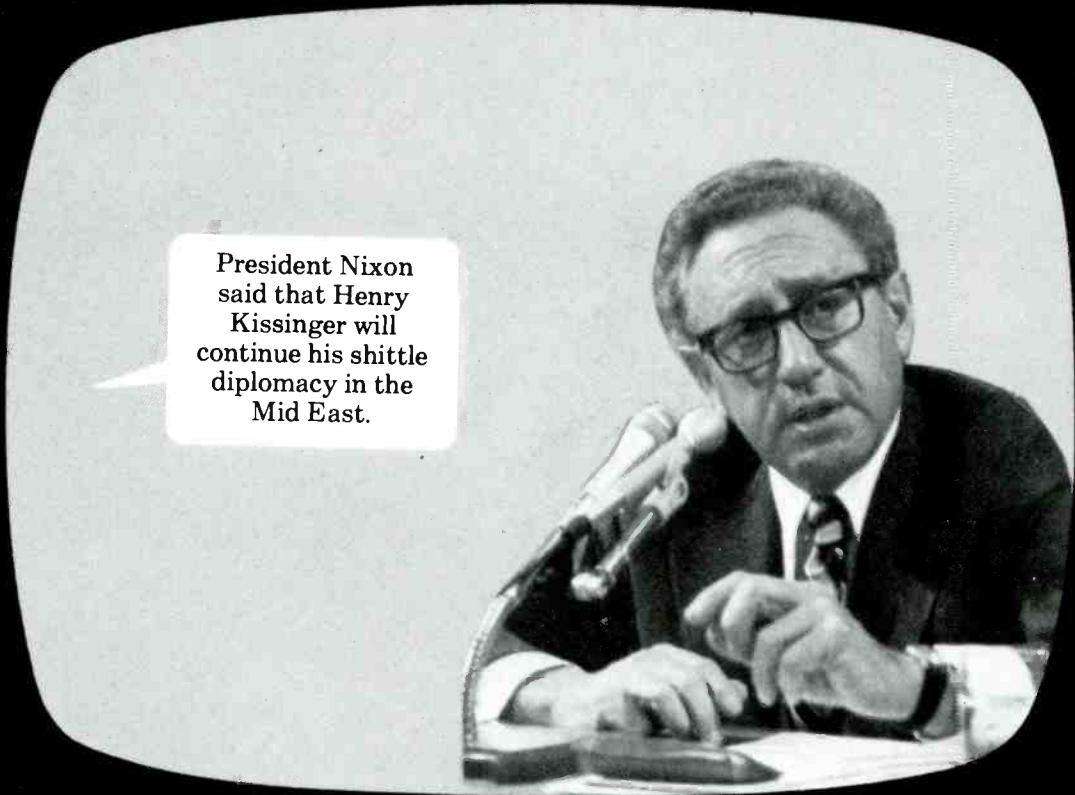 President Nixon
said that Henry
Kissinger will
continue his shittle
diplomacy in the
Mid East.